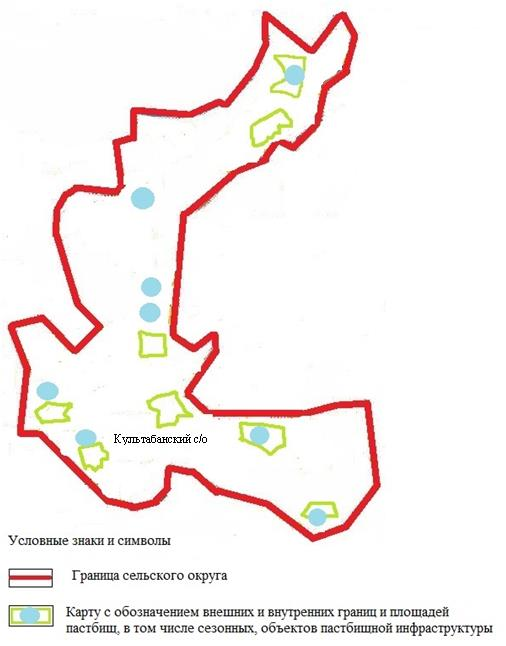 Культабанский с/о
Условные знаки и символы
Граница сельского округа
Карту с обозначением внешних и внутренних границ и площадей
пастбищ, в том числе сезонных, объектов пастбищной инфраструктуры